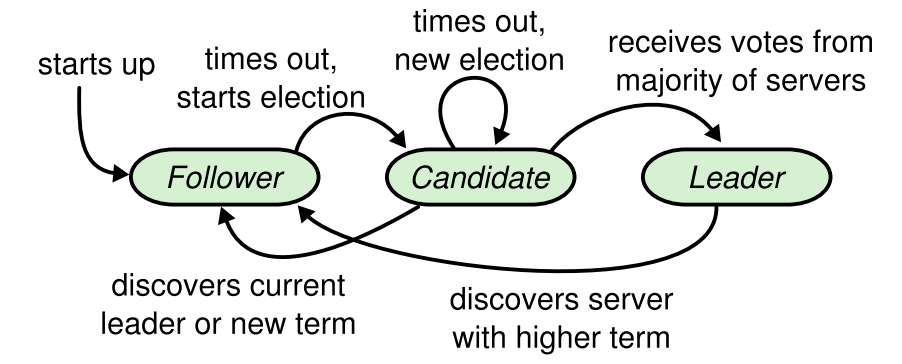 times out,
new election
receives votes from
majority of servers
starts up
times out,
starts election
Follower
Candidate
Leader
discovers current
leader or new term
discovers server
with higher term